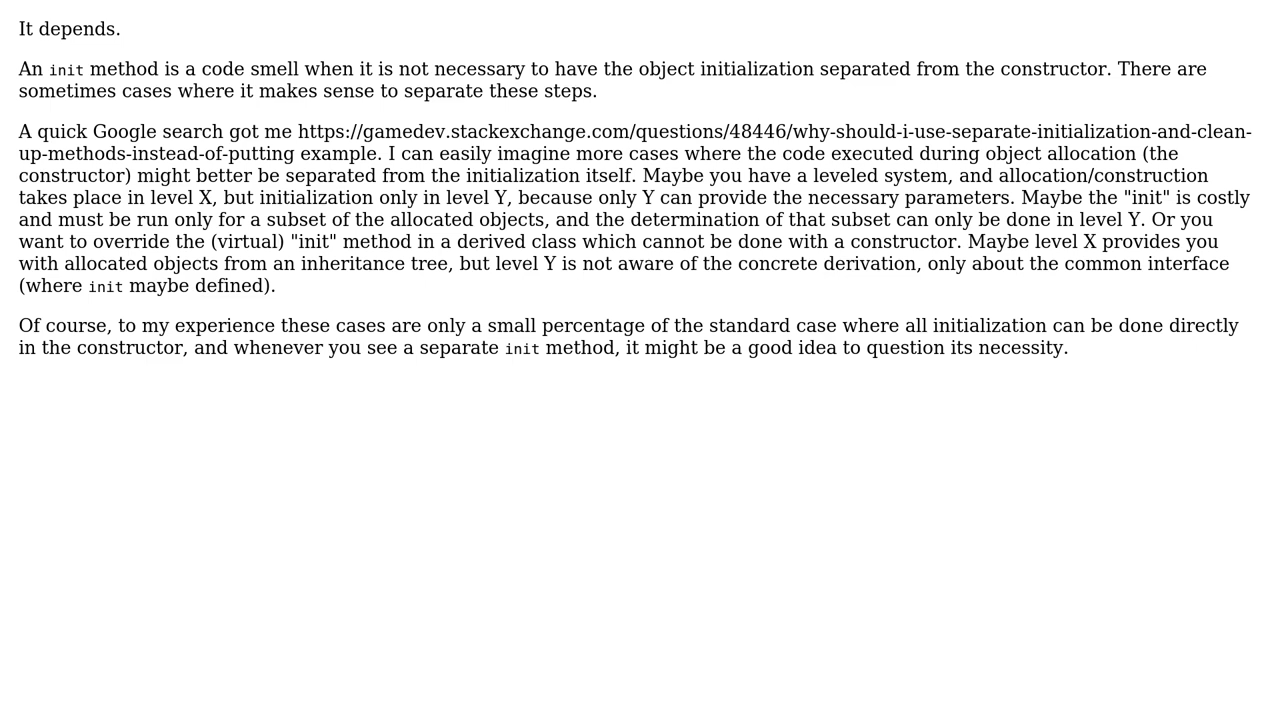 It depends.
An init method is a code smell when it is not necessary to have the object initialization separated from the constructor. There are
sometimes cases where it makes sense to separate these steps.
A quick Google search got me https://gamedev.stackexchange.com/questions/48446/why-should-i-use-separate-initialization-and-clean-
up-methods-instead-of-putting example. I can easily imagine more cases where the code executed during object allocation (the
constructor) might better be separated from the initialization itself. Maybe you have a leveled system, and allocation/construction
takes place in level X, but initialization only in level Y, because only Y can provide the necessary parameters. Maybe the "init" is costly
and must be run only for a subset of the allocated objects, and the determination of that subset can only be done in level Y. Or you
want to override the (virtual) "init" method in a derived class which cannot be done with a constructor. Maybe level X provides you
with allocated objects from an inheritance tree, but level Y is not aware of the concrete derivation, only about the common interface
(where init maybe defined).
Of course, to my experience these cases are only a small percentage of the standard case where all initialization can be done directly
in the constructor, and whenever you see a separate init method, it might be a good idea to question its necessity.